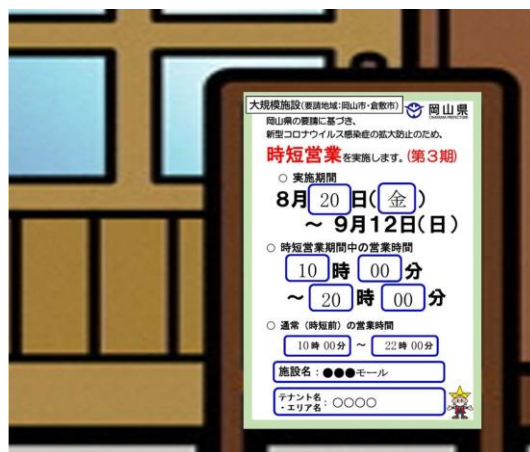 大規模施設(要請地域:岡山市・倉敷市)
岡山県
OKAYAMA PREFECTURE
岡山県の要請に基づき、
新型コロナウイルス感染症の拡大防止のため、
時短営業を実施します。(第3期)
○ 実施期間
8月20日(金)
～ 9月12日(日)
○ 時短営業期間中の営業時間
10時00分
～20時00分
○ 通常(時短前)の営業時間
10時00分 ～ 22時00分
施設名:●●●モール
テナント名
・エリア名:○○○○